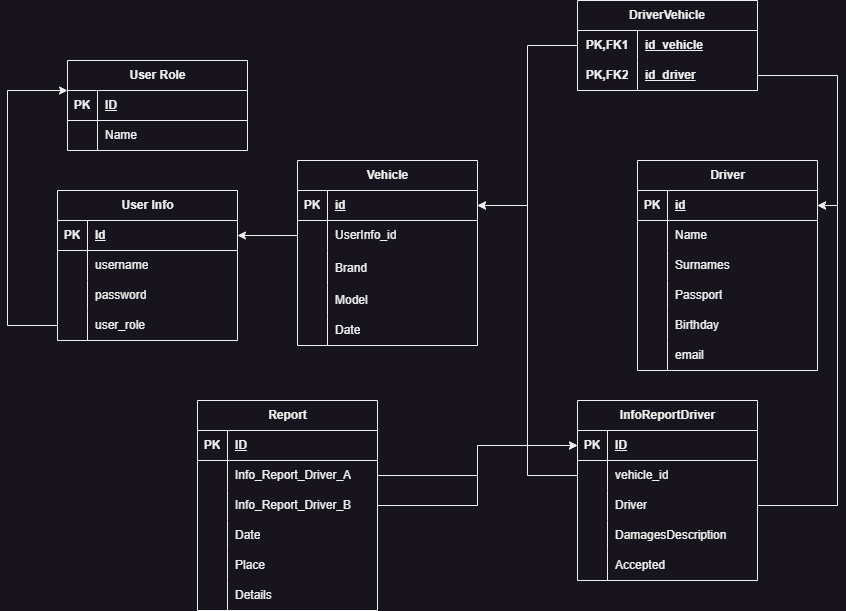 DriverVehicle
PK,FK1 id_vehicle
PK,FK2 id_driver
User Role
PK ID
Name
Vehicle
PK id
UserInfo_id
Brand
Model
Date
Driver
PK id
Name
Surnames
Passport
Birthday
email
User Info
PK Id
username
password
user_role
Report
PK ID
Info_Report_Driver_A
Info_Report_Driver_B
Date
Place
Details
InfoReportDriver
PK ID
vehicle_id
Driver
DamagesDescription
Accepted